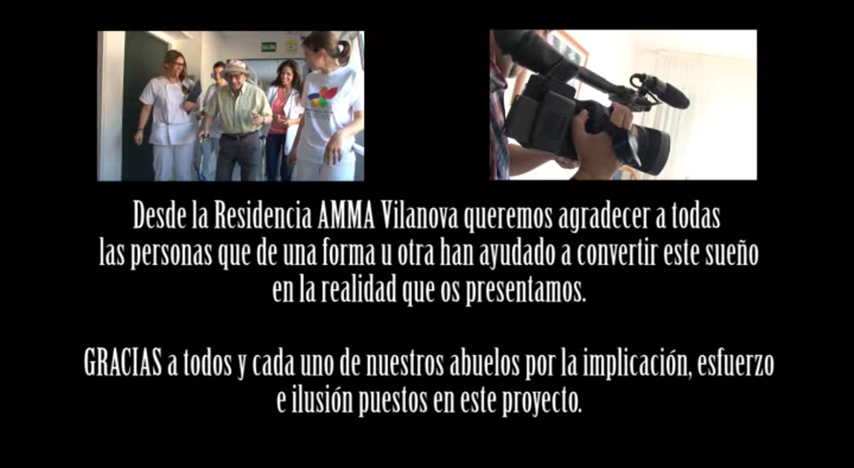 Desde la Residencia AMMA Vilanova queremos agradecer a todas
las personas que de una forma u otra han ayudado a convertir este sueño
en la realidad que os presentamos.
GRACIAS a todos y cada uno de nuestros abuelos por la implicación, esfuerzo
e ilusión puestos en este proyecto.